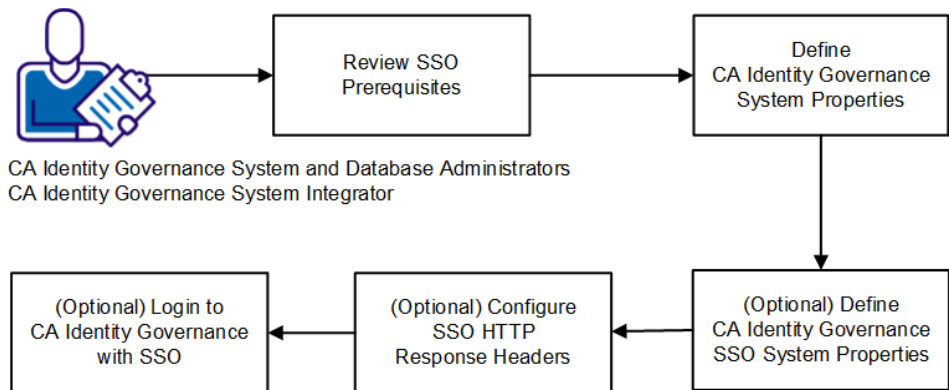 Review SSO
Prerequisites
Define
CA Identity Governance
System Properties
CA Identity Governance System and Database Administrators
CA Identity Governance System Integrator
(Optional) Define
CA Identity Governance
SSO System Properties
(Optional) Configure
SSO HTTP
Response Headers
(Optional) Login to
CA Identity Governance
with SSO